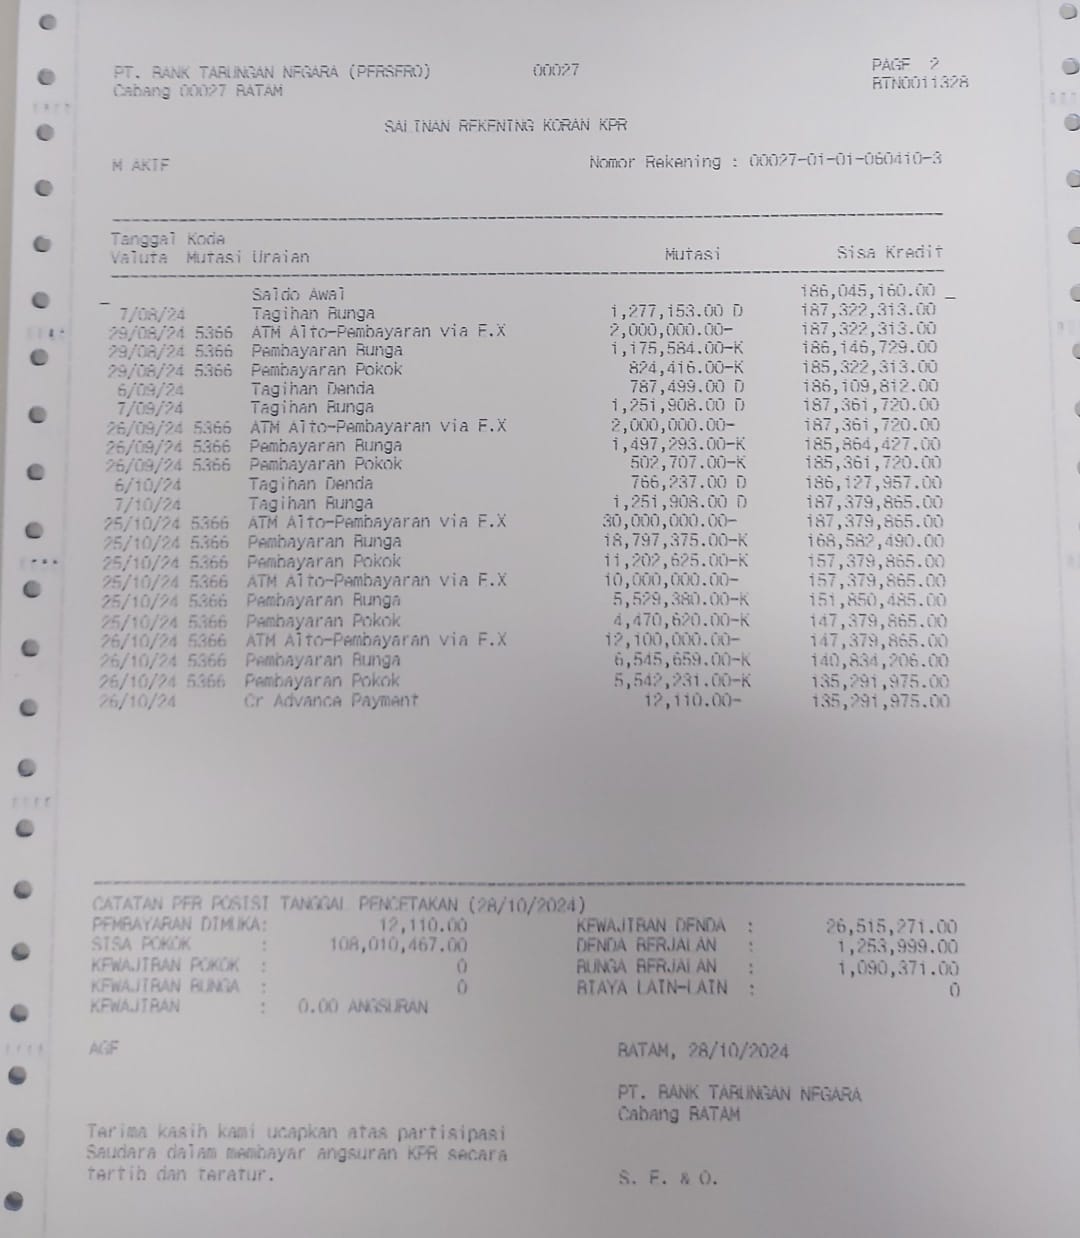 PT. BANK TABUNGAN NEGARA (PERSERO) 00027 PAGE 2
Cabang 00027 BATAM BTN0011328
SALINAN REKENING KORAN KPR
M AKTF Nomor Rekening : 00027-01-01-060410-3
Tanggal Kode
Valuta Mutasi Uraian Mutasi Sisa Kredit
Saldo Awal 186,045,160.00
7/08/24 Tagihan Bunga 1,277,153.00 D 187,322,313.00
29/08/24 5366 ATM Alto-Pembayaran via E.X 2,000,000.00- 187,322,313.00
29/08/24 5366 Pembayaran Bunga 1,175,584.00-K 186,146,729.00
29/08/24 5366 Pembayaran Pokok 824,416.00-K 185,322,313.00
6/09/24 Tagihan Denda 787,499.00 D 186,109,812.00
7/09/24 Tagihan Bunga 1,251,908.00 D 187,361,720.00
26/09/24 5366 ATM Alto-Pembayaran via E.X 2,000,000.00- 187,361,720.00
26/09/24 5366 Pembayaran Bunga 1,497,293.00-K 185,864,427.00
26/09/24 5366 Pembayaran Pokok 502,707.00-K 185,361,720.00
6/10/24 Tagihan Denda 766,237.00 D 186,127,957.00
7/10/24 Tagihan Bunga 1,251,908.00 D 187,379,865.00
25/10/24 5366 ATM Alto-Pembayaran via E.X 30,000,000.00- 187,379,865.00
25/10/24 5366 Pembayaran Bunga 18,797,375.00-K 168,582,490.00
25/10/24 5366 Pembayaran Pokok 11,202,625.00-K 157,379,865.00
25/10/24 5366 ATM Alto-Pembayaran via E.X 10,000,000.00- 157,379,865.00
25/10/24 5366 Pembayaran Bunga 5,529,380.00-K 151,850,485.00
25/10/24 5366 Pembayaran Pokok 4,470,620.00-K 147,379,865.00
26/10/24 5366 ATM Alto-Pembayaran via E.X 12,100,000.00- 147,379,865.00
26/10/24 5366 Pembayaran Bunga 6,545,659.00-K 140,834,206.00
26/10/24 5366 Pembayaran Pokok 5,542,231.00-K 135,291,975.00
26/10/24 Cr Advance Payment 12,110.00- 135,291,975.00
CATATAN PER POSISI TANGGAL PENCETAKAN (28/10/2024)
PEMBAYARAN DIMUKA: 12,110.00 KEWAJIBAN DENDA : 26,515,271.00
SISA POKOK : 108,010,467.00 DENDA BERJALAN : 1,253,999.00
KEWAJIBAN POKOK : 0 BUNGA BERJALAN : 1,090,371.00
KEWAJIBAN BUNGA : 0 BIAYA LAIN-LAIN : 0
KEWAJIBAN : 0.00 ANGSURAN
AGF BATAM, 28/10/2024
PT. BANK TABUNGAN NEGARA
Cabang BATAM
Terima kasih kami ucapkan atas partisipasi
Saudara dalam membayar angsuran KPR secara
tertib dan teratur.
S. E. & O.